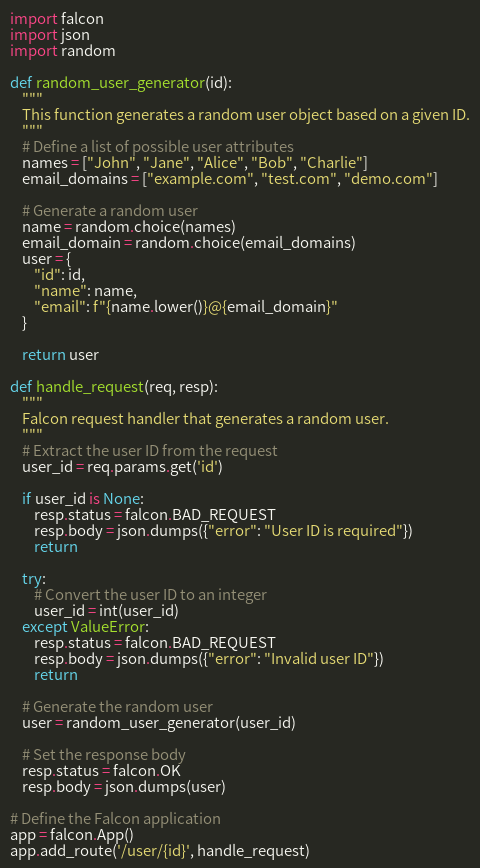 import falcon
import json
import random

def random_user_generator(id):
    """
    This function generates a random user object based on a given ID.
    """
    # Define a list of possible user attributes
    names = ["John", "Jane", "Alice", "Bob", "Charlie"]
    email_domains = ["example.com", "test.com", "demo.com"]

    # Generate a random user
    name = random.choice(names)
    email_domain = random.choice(email_domains)
    user = {
        "id": id,
        "name": name,
        "email": f"{name.lower()}@{email_domain}"
    }

    return user

def handle_request(req, resp):
    """
    Falcon request handler that generates a random user.
    """
    # Extract the user ID from the request
    user_id = req.params.get('id')

    if user_id is None:
        resp.status = falcon.BAD_REQUEST
        resp.body = json.dumps({"error": "User ID is required"})
        return

    try:
        # Convert the user ID to an integer
        user_id = int(user_id)
    except ValueError:
        resp.status = falcon.BAD_REQUEST
        resp.body = json.dumps({"error": "Invalid user ID"})
        return

    # Generate the random user
    user = random_user_generator(user_id)

    # Set the response body
    resp.status = falcon.OK
    resp.body = json.dumps(user)

# Define the Falcon application
app = falcon.App()
app.add_route('/user/{id}', handle_request)